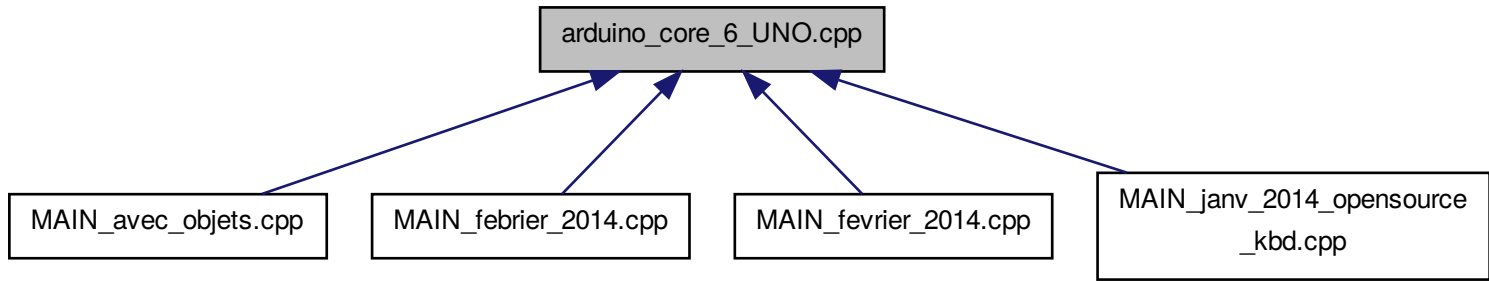 arduino_core_6_UNO.cpp
MAIN_avec_objets.cpp
MAIN_febrier_2014.cpp
MAIN_fevrier_2014.cpp
MAIN_janv_2014_opensource
_kbd.cpp